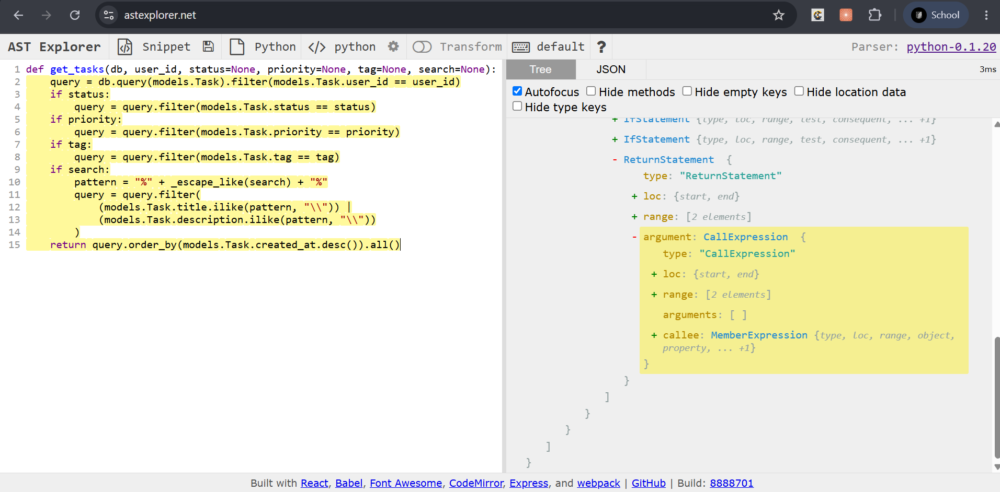 astexplorer.net
School
AST Explorer Snippet Python python Transform default ? Parser: python-0.1.20
1 def get_tasks(db, user_id, status=None, priority=None, tag=None, search=None):
2     query = db.query(models.Task).filter(models.Task.user_id == user_id)
3     if status:
4         query = query.filter(models.Task.status == status)
5     if priority:
6         query = query.filter(models.Task.priority == priority)
7     if tag:
8         query = query.filter(models.Task.tag == tag)
9     if search:
10         pattern = "%" + _escape_like(search) + "%"
11         query = query.filter(
12             (models.Task.title.ilike(pattern, "\\")) |
13             (models.Task.description.ilike(pattern, "\\"))
14         )
15     return query.order_by(models.Task.created_at.desc()).all()
Tree JSON 3ms
Autofocus Hide methods Hide empty keys Hide location data
Hide type keys
+ IfStatement {type, loc, range, test, consequent, ... +1}
+ IfStatement {type, loc, range, test, consequent, ... +1}
- ReturnStatement {
type: "ReturnStatement"
+ loc: {start, end}
+ range: [2 elements]
- argument: CallExpression {
type: "CallExpression"
+ loc: {start, end}
+ range: [2 elements]
arguments: [ ]
+ callee: MemberExpression {type, loc, range, object,
property, ... +1}
}
}
]
}
}
]
}
Built with React, Babel, Font Awesome, CodeMirror, Express, and webpack | GitHub | Build: 8888701